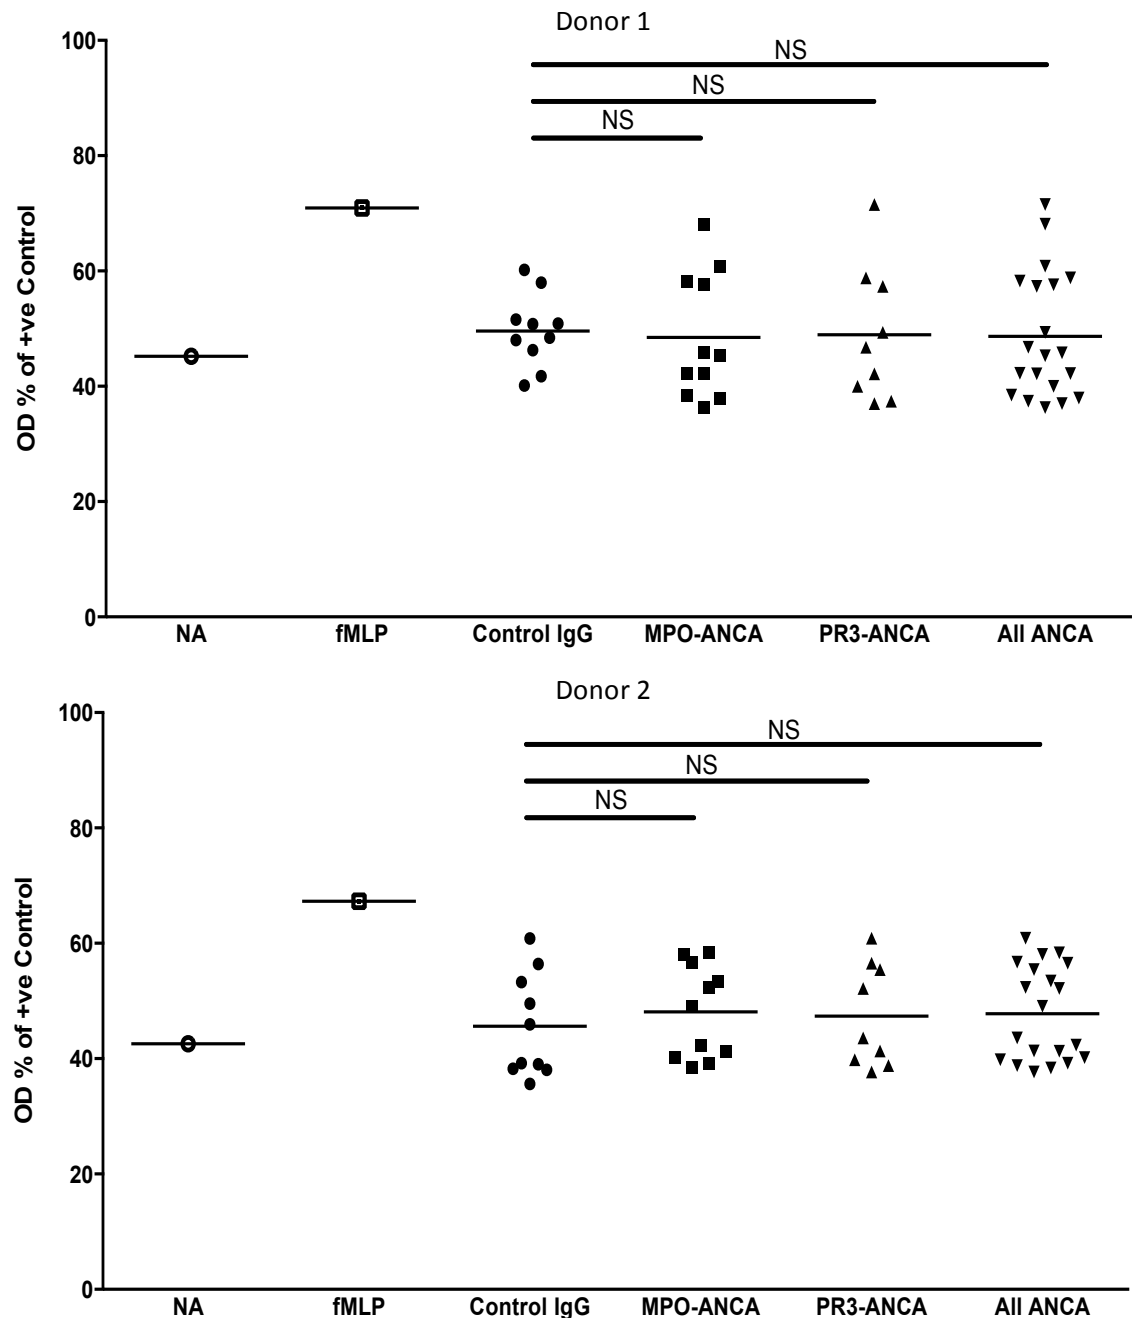 Donor 1
100
NS
NS
NS
80
60
40
20
0
OD % of +ve Control
NA fMLP Control IgG MPO-ANCA PR3-ANCA All ANCA
Donor 2
100
NS
NS
NS
80
60
40
20
0
OD % of +ve Control
NA fMLP Control IgG MPO-ANCA PR3-ANCA All ANCA